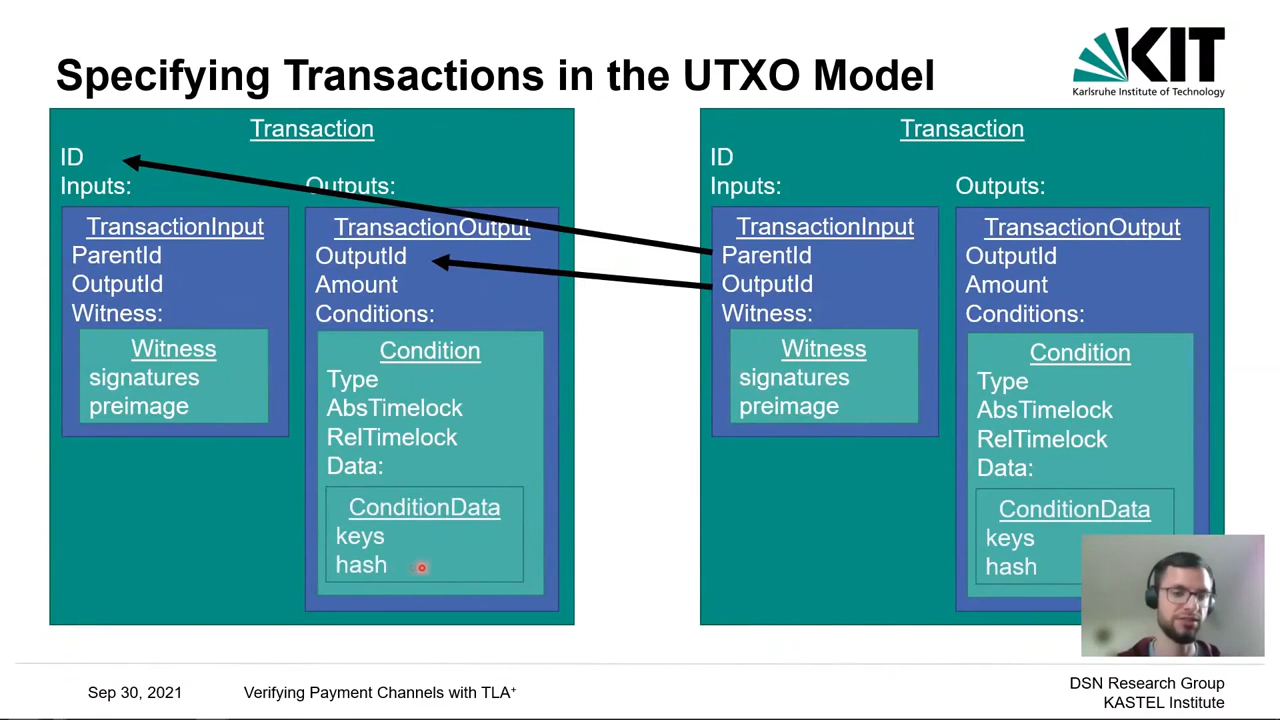 Specifying Transactions in the UTXO Model
KIT
Karlsruhe Institute of Technology
Transaction
ID
Inputs:
Outputs:
TransactionInput
ParentId
OutputId
Witness:
Witness
signatures
preimage
TransactionOutput
OutputId
Amount
Conditions:
Condition
Type
AbsTimelock
RelTimelock
Data:
ConditionData
keys
hash
Transaction
ID
Inputs:
Outputs:
TransactionInput
ParentId
OutputId
Witness:
Witness
signatures
preimage
TransactionOutput
OutputId
Amount
Conditions:
Condition
Type
AbsTimelock
RelTimelock
Data:
ConditionData
keys
hash
Sep 30, 2021
Verifying Payment Channels with TLA⁺
DSN Research Group
KASTEL Institute